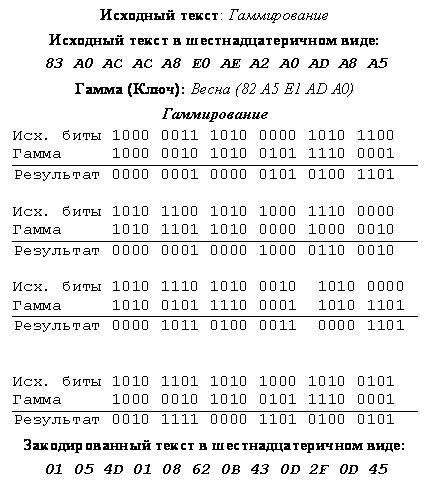 Исходный текст: Гаммирование
Исходный текст в шестнадцатеричном виде:
83 A0 AC AC A8 E0 AE A2 A0 AD A8 A5
Гамма (Ключ): Весна (82 A5 E1 AD A0)
Гаммирование
Исх. биты 1000 0011 1010 0000 1010 1100
Гамма 1000 0010 1010 0101 1110 0001
Результат 0000 0001 0000 0101 0100 1101
Исх. биты 1010 1100 1010 1000 1110 0000
Гамма 1010 1101 1010 0000 1000 0010
Результат 0000 0001 0000 1000 0110 0010
Исх. биты 1010 1110 1010 0010 1010 0000
Гамма 1010 0101 1110 0001 1010 1101
Результат 0000 1011 0100 0011 0000 1101
Исх. биты 1010 1101 1010 1000 1010 0101
Гамма 1000 0010 1010 0101 1110 0001
Результат 0010 1111 0000 1101 0100 0101
Закодированный текст в шестнадцатеричном виде:
01 05 4D 01 08 62 0B 43 0D 2F 0D 45